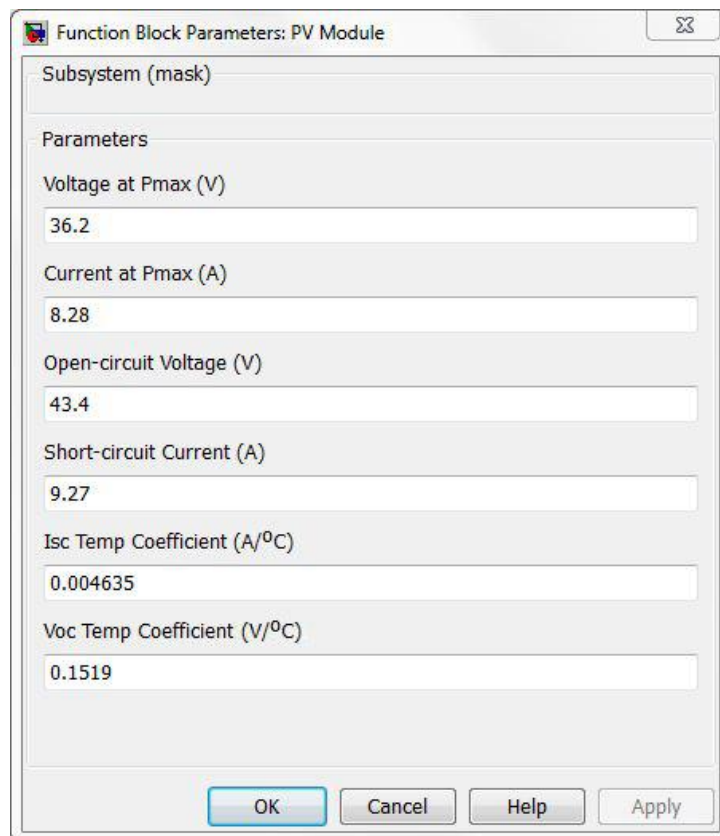 Function Block Parameters: PV Module
Subsystem (mask)
Parameters
Voltage at Pmax (V)
36.2
Current at Pmax (A)
8.28
Open-circuit Voltage (V)
43.4
Short-circuit Current (A)
9.27
Isc Temp Coefficient (A/ºC)
0.004635
Voc Temp Coefficient (V/ºC)
0.1519
OK Cancel Help Apply